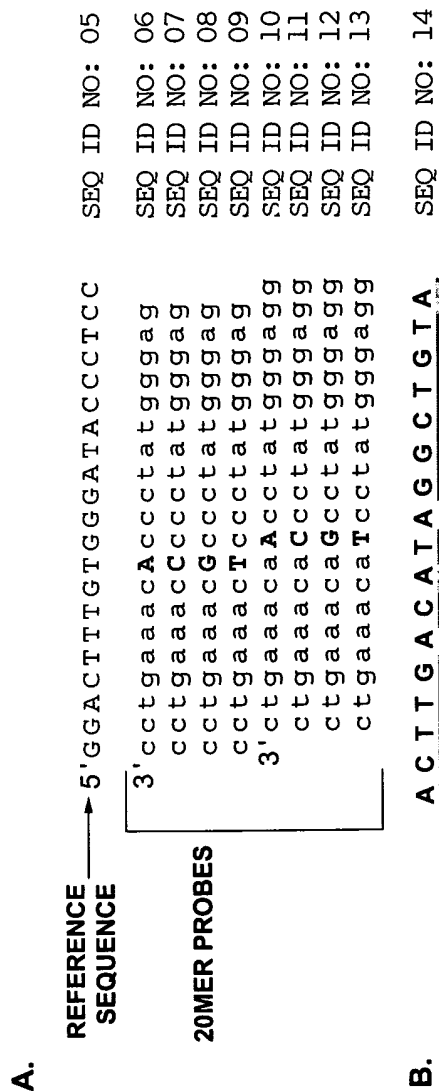 A.
REFERENCE SEQUENCE 5'GGACTTTGTGGGATACCCTCC SEQ ID NO: 05
20MER PROBES
3'cctgaaacAccctatgggag SEQ ID NO: 06
cctgaaacCccctatgggag SEQ ID NO: 07
cctgaaacGccctatgggag SEQ ID NO: 08
cctgaaacTccctatgggag SEQ ID NO: 09
3'ctgaaacaAcctatgggagg SEQ ID NO: 10
ctgaaacaCcctatgggagg SEQ ID NO: 11
ctgaaacaGcctatgggagg SEQ ID NO: 12
ctgaaacaTcctatgggagg SEQ ID NO: 13
B.
A C T T G A C A T A G G C T G T A SEQ ID NO: 14